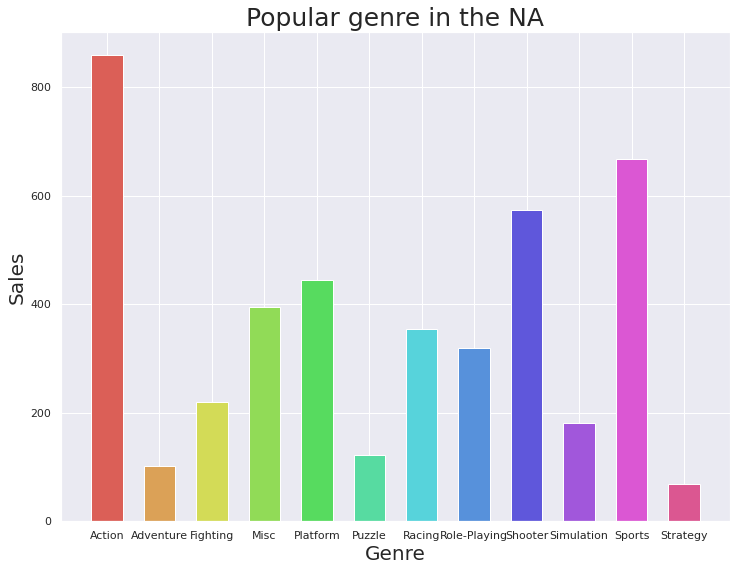 Popular genre in the NA
Sales
800
600
400
200
0
Action Adventure Fighting Misc Platform Puzzle Racing Role-Playing Shooter Simulation Sports Strategy
Genre